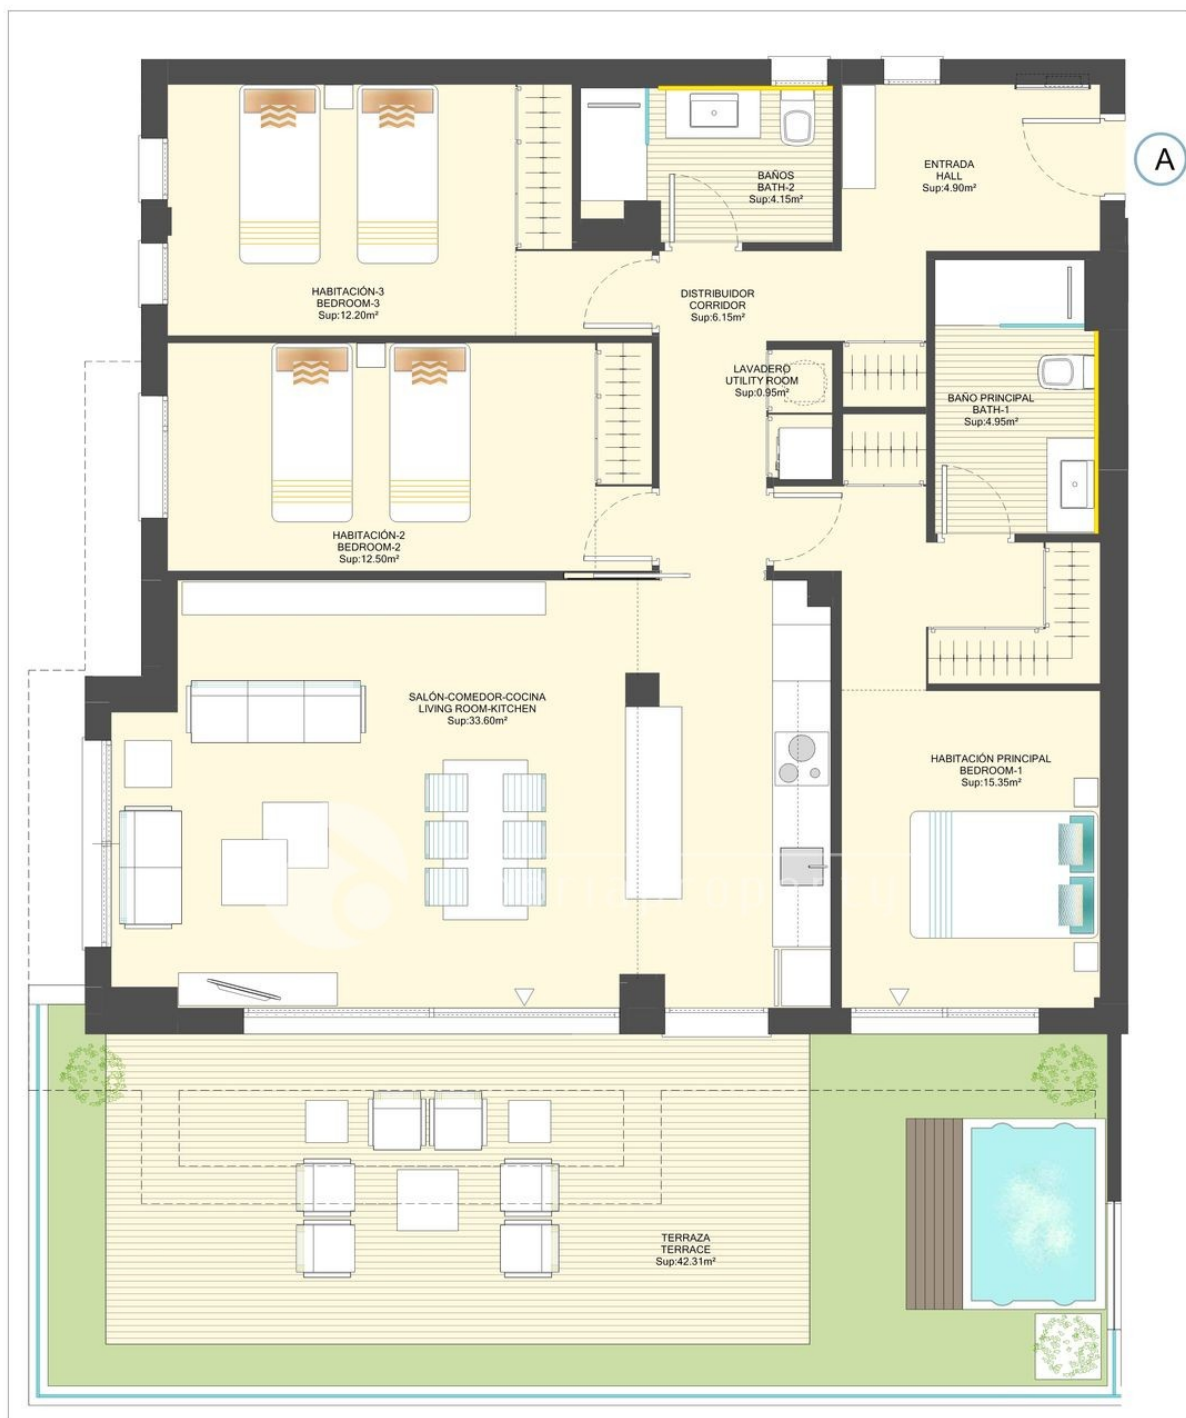 BAÑOS
BATH-2
Sup:4.15m²
ENTRADA
HALL
Sup:4.90m²
A
HABITACIÓN-3
BEDROOM-3
Sup:12.20m²
DISTRIBUIDOR
CORRIDOR
Sup:6.15m²
LAVADERO
UTILITY ROOM
Sup:0.95m²
BAÑO PRINCIPAL
BATH-1
Sup:4.95m²
HABITACIÓN-2
BEDROOM-2
Sup:12.50m²
SALÓN-COMEDOR-COCINA
LIVING ROOM-KITCHEN
Sup:33.60m²
HABITACIÓN PRINCIPAL
BEDROOM-1
Sup:15.35m²
TERRAZA
TERRACE
Sup:42.31m²